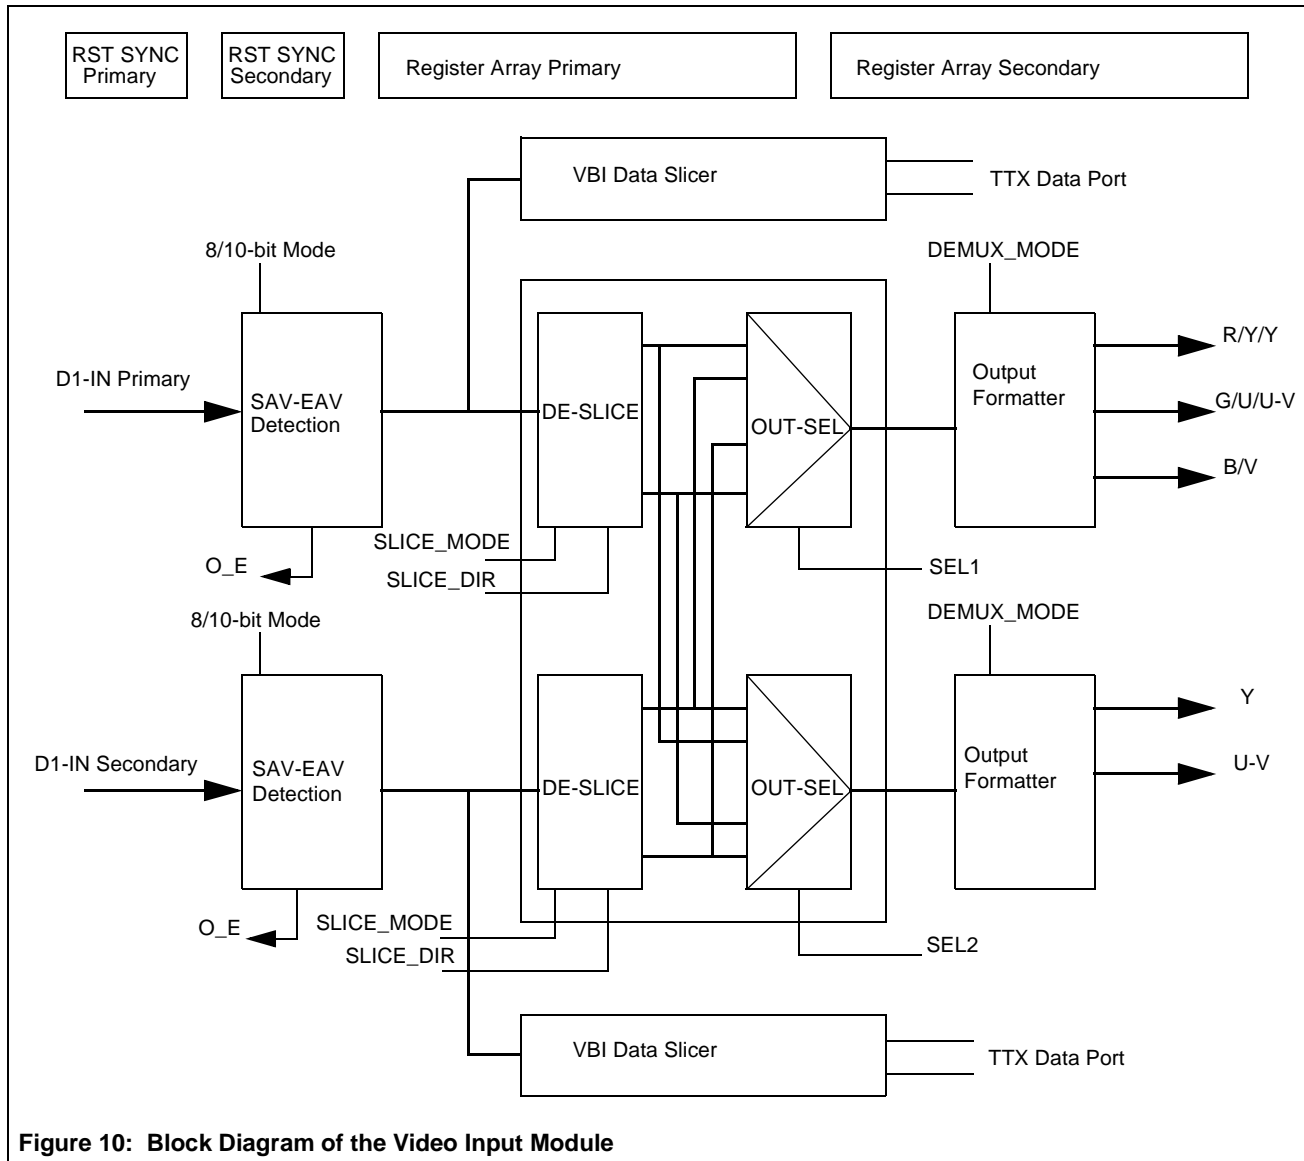 RST SYNC
Primary
RST SYNC
Secondary
Register Array Primary
Register Array Secondary
VBI Data Slicer
TTX Data Port
8/10-bit Mode
DEMUX_MODE
D1-IN Primary
SAV-EAV
Detection
DE-SLICE
OUT-SEL
Output
Formatter
R/Y/Y
G/U/U-V
B/V
O_E
SLICE_MODE
SLICE_DIR
SEL1
8/10-bit Mode
DEMUX_MODE
D1-IN Secondary
SAV-EAV
Detection
DE-SLICE
OUT-SEL
Output
Formatter
Y
U-V
O_E
SLICE_MODE
SLICE_DIR
SEL2
VBI Data Slicer
TTX Data Port
Figure 10: Block Diagram of the Video Input Module